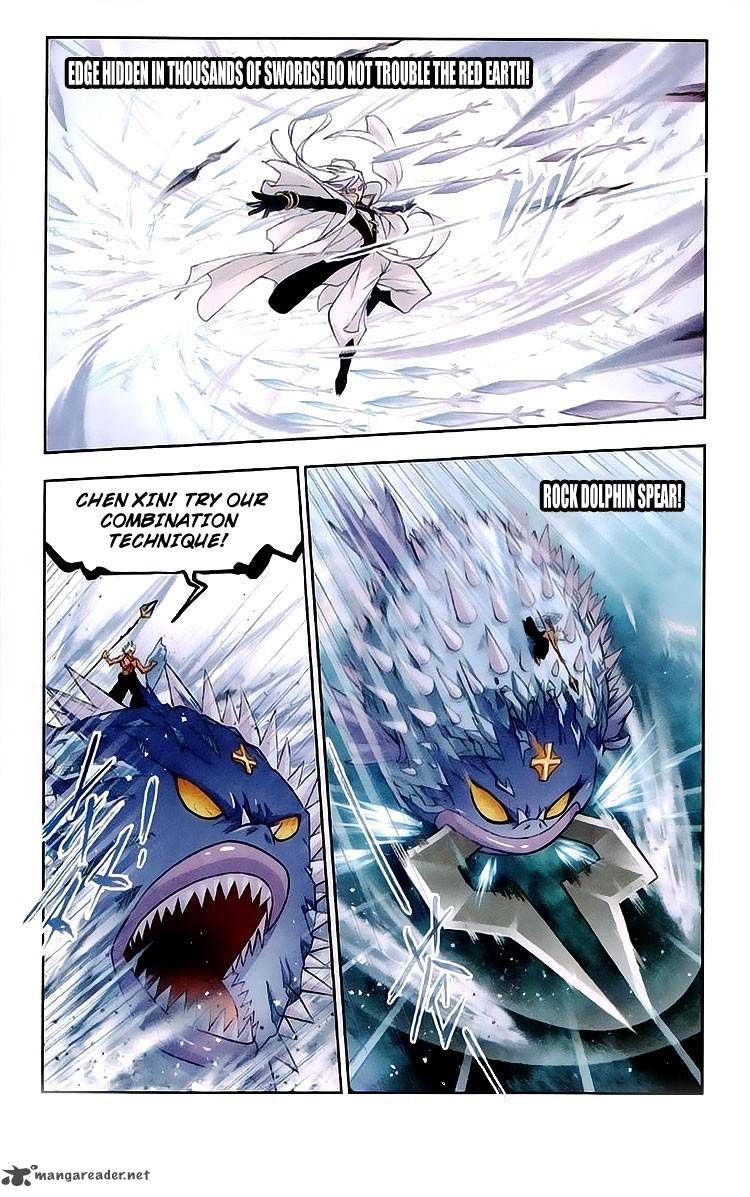 EDGE HIDDEN IN THOUSANDS OF SWORDS! DO NOT TROUBLE THE RED EARTH!
CHEN XIN! TRY OUR
COMBINATION
TECHNIQUE!
ROCK DOLPHIN SPEAR!
mangareader.net